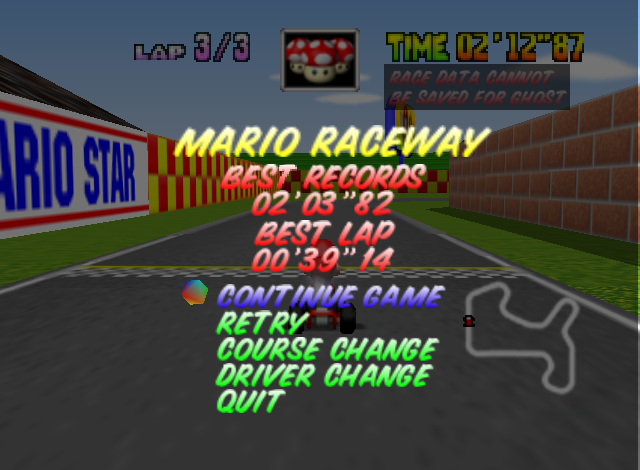 LAP 3/3
TIME 02'12"87
RACE DATA CANNOT
BE SAVED FOR GHOST
ARIO STAR
MARIO RACEWAY
BEST RECORDS
02'03"82
BEST LAP
00'39"14
CONTINUE GAME
RETRY
COURSE CHANGE
DRIVER CHANGE
QUIT